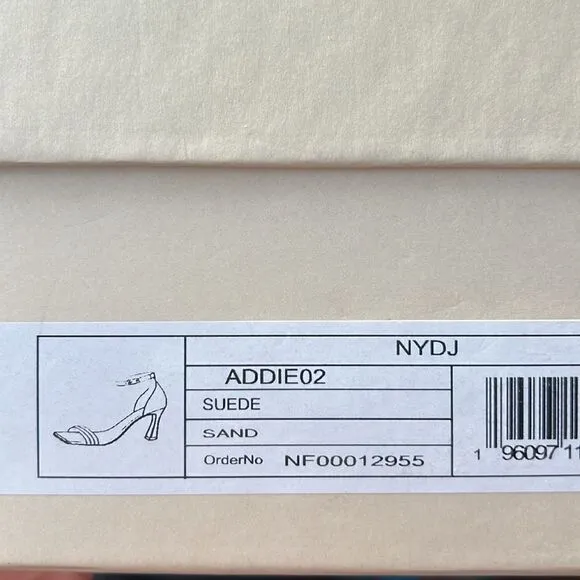 NYDJ
ADDIE02
SUEDE
SAND
OrderNo NF00012955
1 96097 11